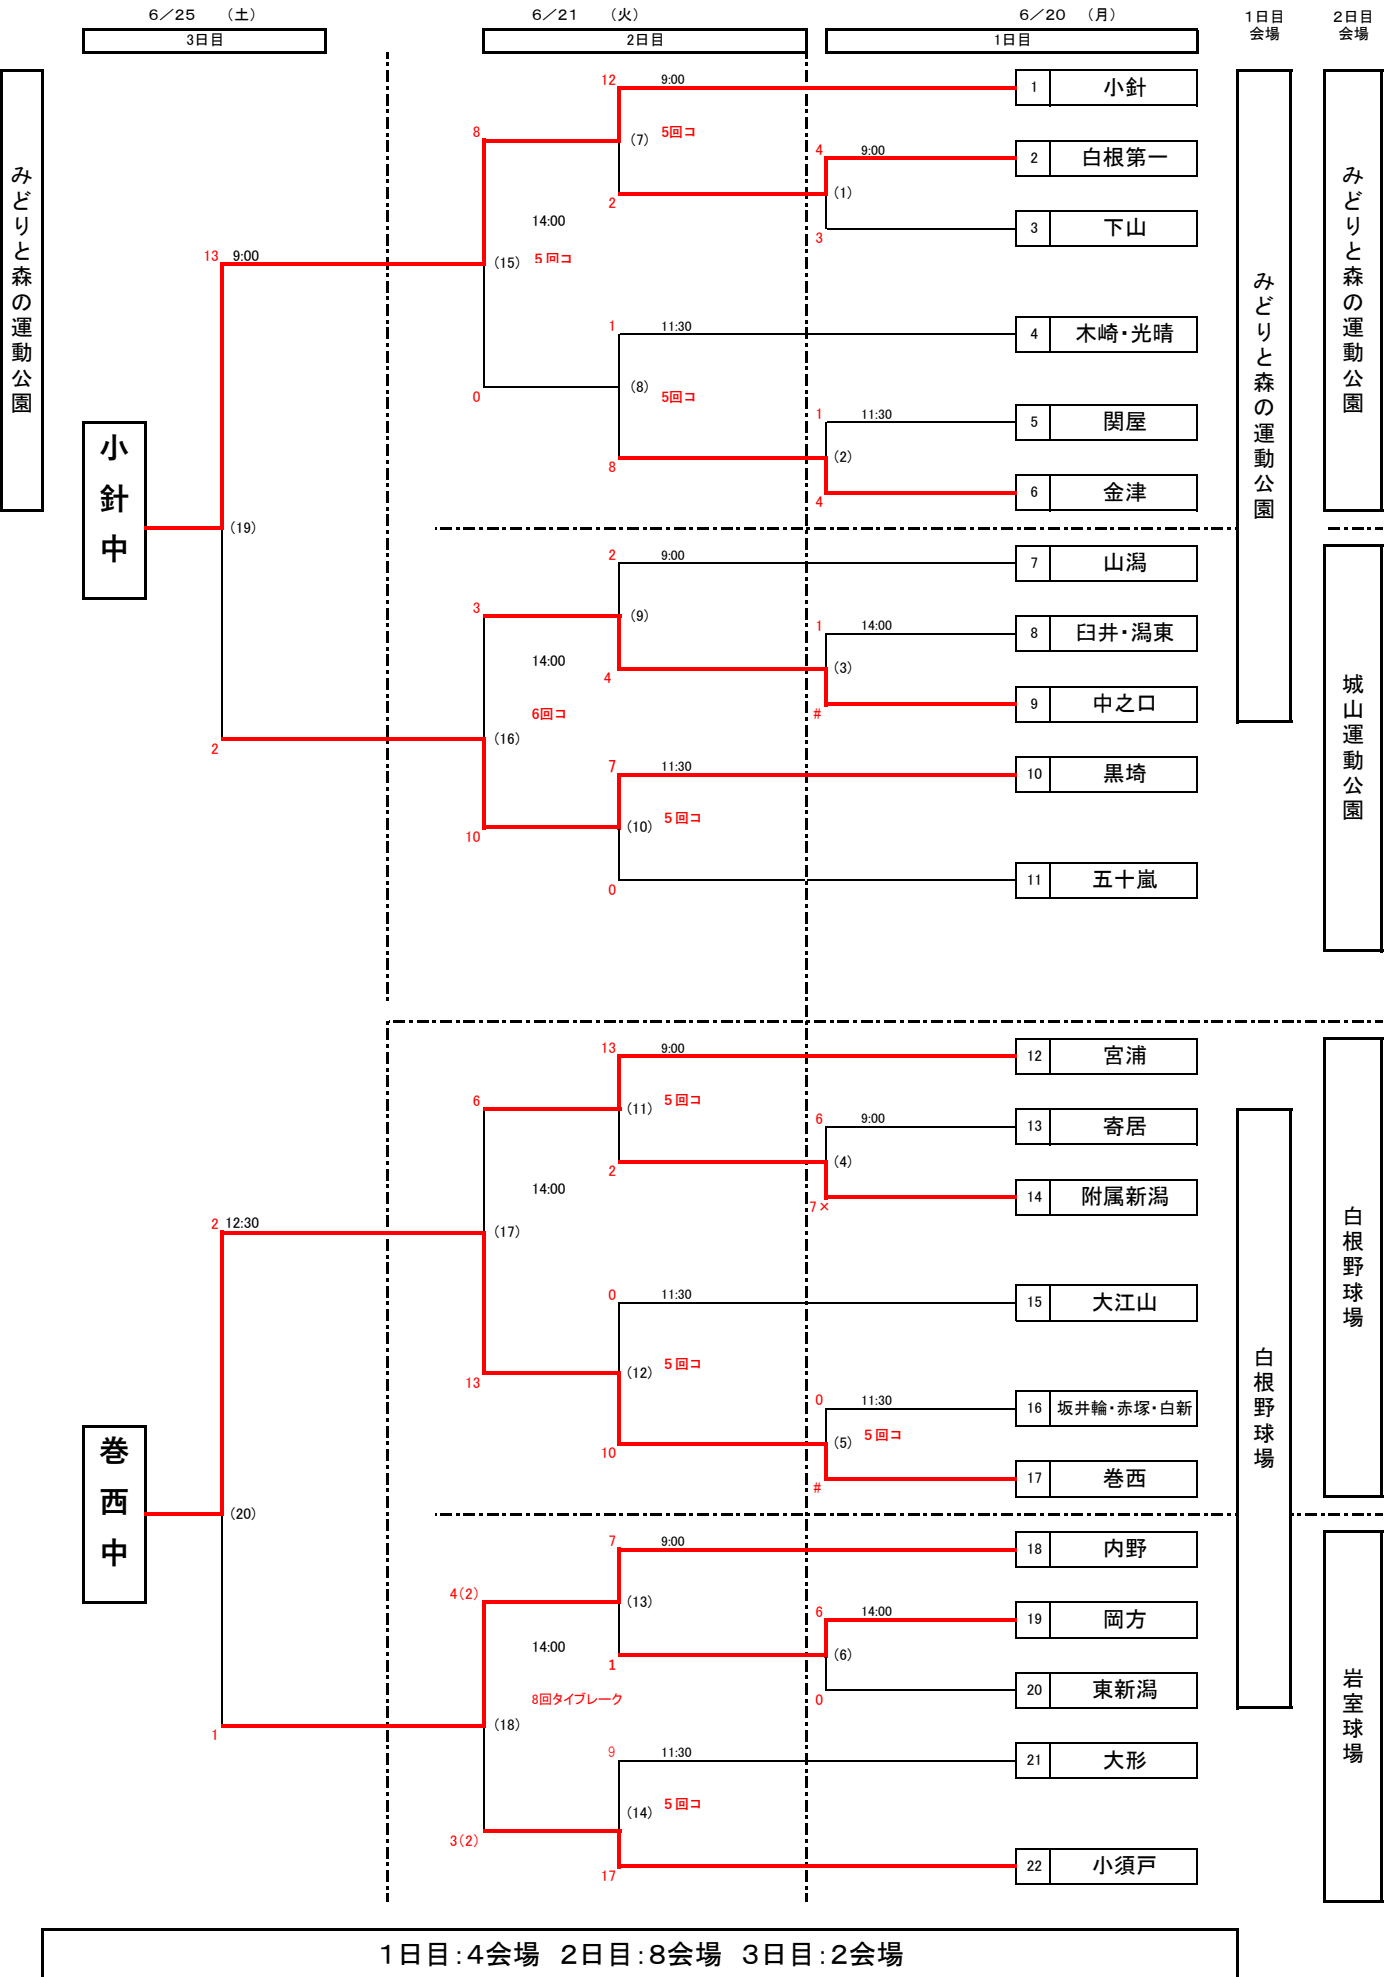 6／25　（土）
6／21　（火）
6／20　（月）
1日目
会場
2日目
会場
3日目
2日目
1日目
みどりと森の運動公園
12
9:00
1
小針
8
(7)
5回コ
4
9:00
2
白根第一
(1)
2
3
3
下山
14:00
13
9:00
(15)
5回コ
1
11:30
4
木崎・光晴
0
(8)
5回コ
1
11:30
5
関屋
(2)
8
4
6
金津
みどりと森の運動公園
みどりと森の運動公園
小針中
(19)
2
9:00
7
山潟
3
(9)
1
14:00
8
臼井・潟東
14:00
4
(3)
6回コ
#
9
中之口
2
(16)
7
11:30
10
黒埼
10
(10)
5回コ
0
11
五十嵐
城山運動公園
13
9:00
12
宮浦
6
(11)
5回コ
6
9:00
13
寄居
2
(4)
14:00
7×
14
附属新潟
2
12:30
(17)
0
11:30
15
大江山
13
(12)
5回コ
0
11:30
16
坂井輪・赤塚・白新
10
(5)
5回コ
#
17
巻西
白根野球場
白根野球場
巻西中
(20)
7
9:00
18
内野
4(2)
(13)
6
14:00
19
岡方
14:00
1
(6)
8回タイブレーク
0
20
東新潟
1
(18)
9
11:30
21
大形
3(2)
(14)
5回コ
17
22
小須戸
岩室球場
1日目：4会場　2日目：8会場　3日目：2会場